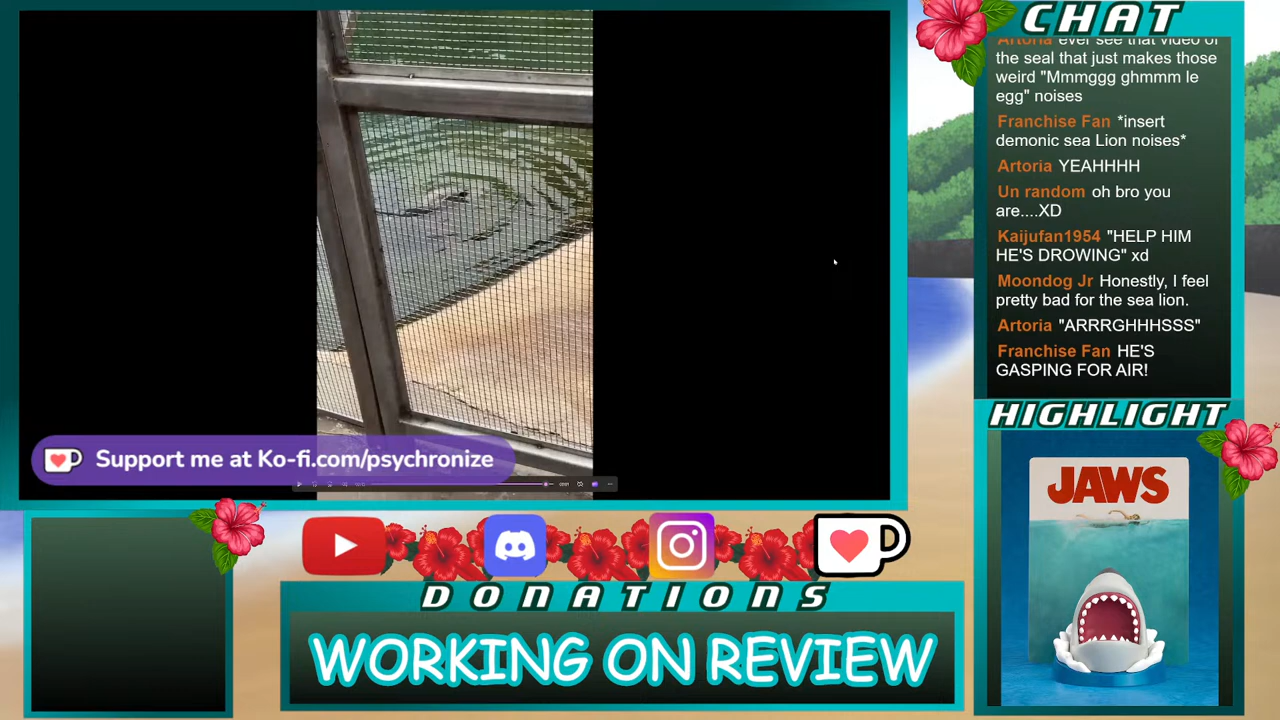 CHAT
Artoria ever see that video of
the seal that just makes those
weird "Mmmggg ghmmm le
egg" noises
Franchise Fan *insert
demonic sea Lion noises*
Artoria YEAHHHH
Un random oh bro you
are....XD
Kaijufan1954 "HELP HIM
HE'S DROWING" xd
Moondog Jr Honestly, I feel
pretty bad for the sea lion.
Artoria "ARRRGHHHSSS"
Franchise Fan HE'S
GASPING FOR AIR!
HIGHLIGHT
JAWS
Support me at Ko-fi.com/psychronize
DONATIONS
WORKING ON REVIEW